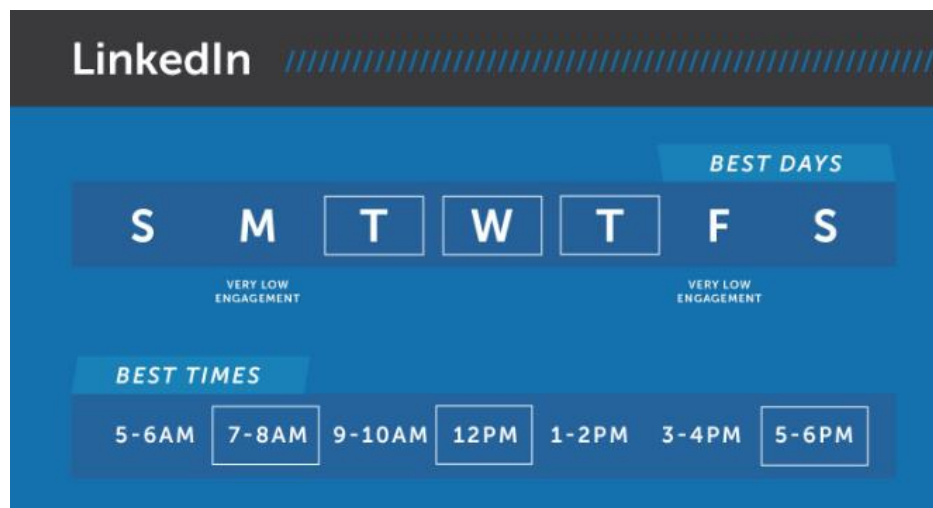 LinkedIn
BEST DAYS
S M T W T F S
VERY LOW VERY LOW
ENGAGEMENT ENGAGEMENT
BEST TIMES
5-6AM 7-8AM 9-10AM 12PM 1-2PM 3-4PM 5-6PM